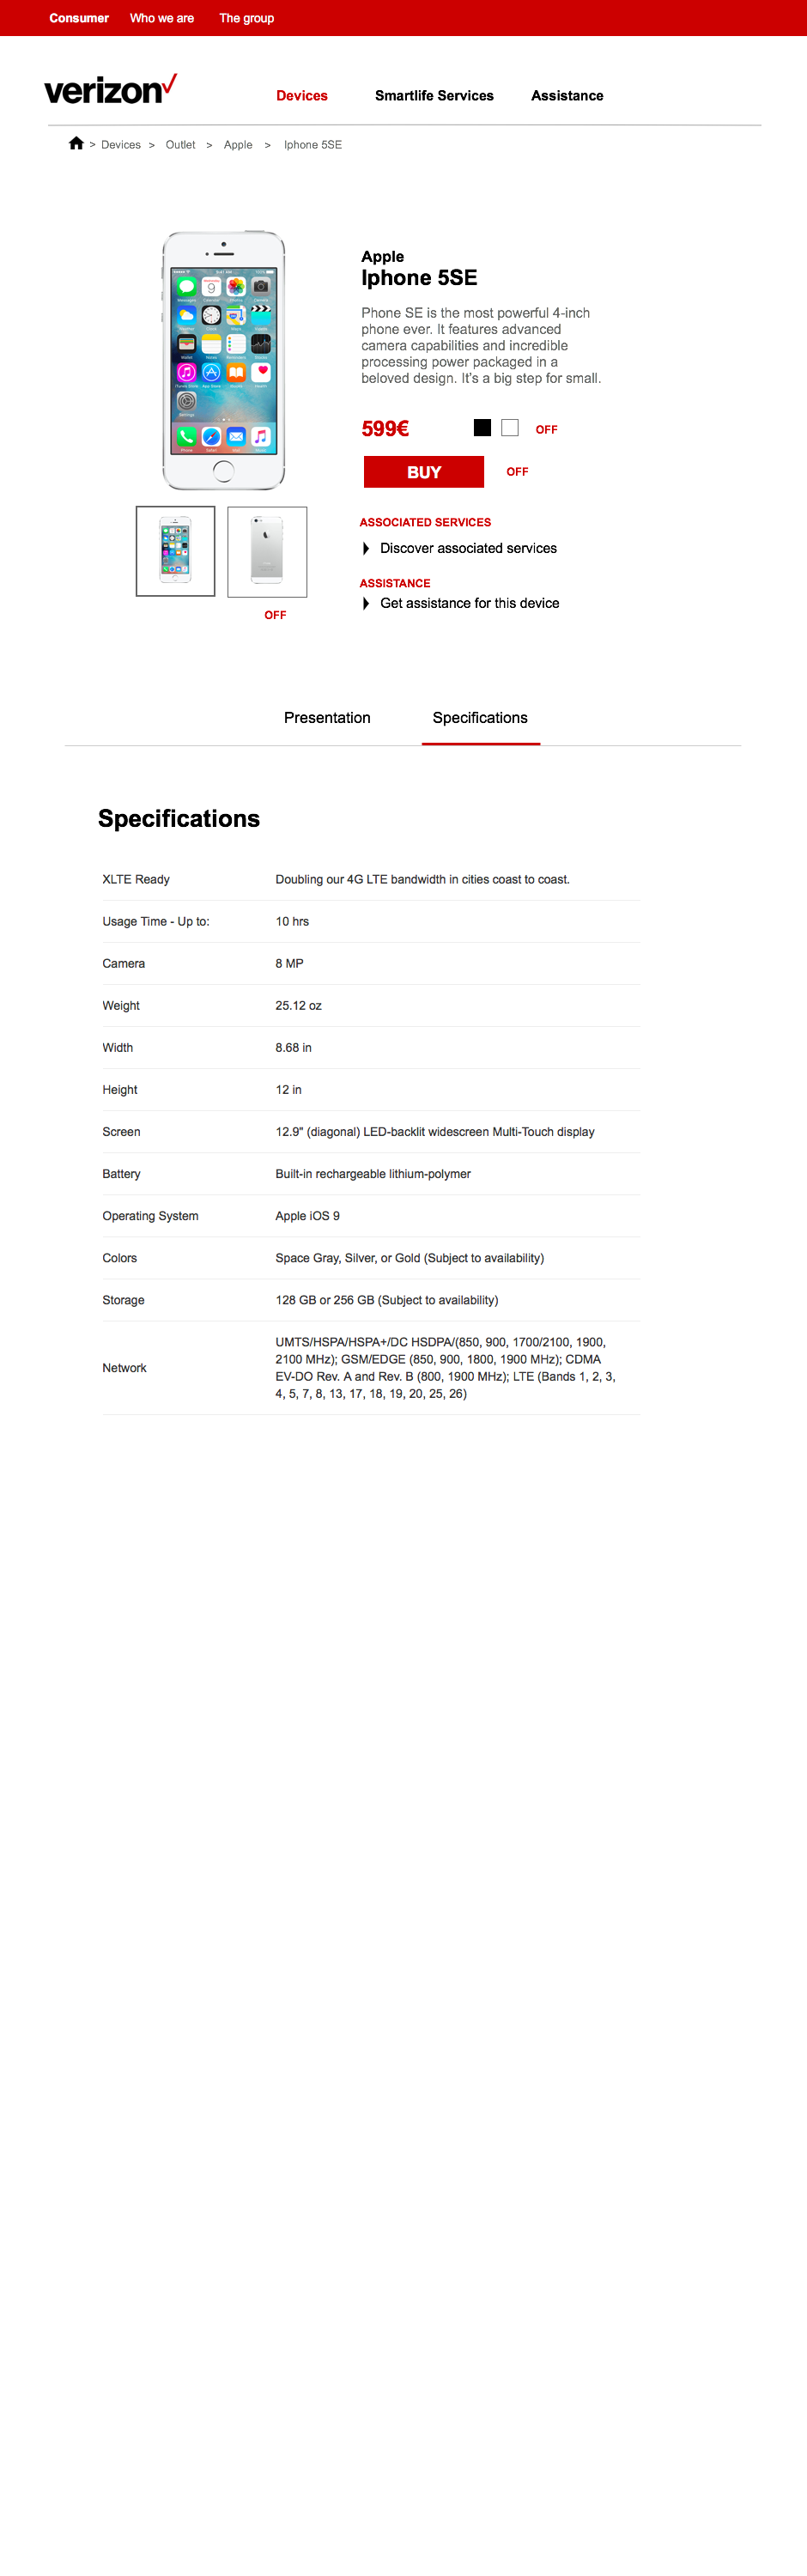 Consumer Who we are The group
verizon
Devices Smartlife Services Assistance
> Devices > Outlet > Apple > Iphone 5SE
Apple
Iphone 5SE
Phone SE is the most powerful 4-inch
phone ever. It features advanced
camera capabilities and incredible
processing power packaged in a
beloved design. It's a big step for small.
599€ OFF
BUY OFF
ASSOCIATED SERVICES
Discover associated services
ASSISTANCE
Get assistance for this device
OFF
Presentation Specifications
Specifications
XLTE Ready Doubling our 4G LTE bandwidth in cities coast to coast.
Usage Time - Up to: 10 hrs
Camera 8 MP
Weight 25.12 oz
Width 8.68 in
Height 12 in
Screen 12.9" (diagonal) LED-backlit widescreen Multi-Touch display
Battery Built-in rechargeable lithium-polymer
Operating System Apple iOS 9
Colors Space Gray, Silver, or Gold (Subject to availability)
Storage 128 GB or 256 GB (Subject to availability)
Network
UMTS/HSPA/HSPA+/DC HSDPA/(850, 900, 1700/2100, 1900,
2100 MHz); GSM/EDGE (850, 900, 1800, 1900 MHz); CDMA
EV-DO Rev. A and Rev. B (800, 1900 MHz); LTE (Bands 1, 2, 3,
4, 5, 7, 8, 13, 17, 18, 19, 20, 25, 26)